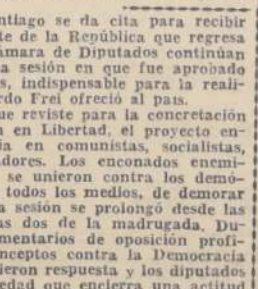 ntiago se da cita para recibir
te de la República que regresa
ámara de Diputados continúan
a sesión en que fue aprobado
s, indispensable para la reali-
rdo Frei ofreció al país.
ue reviste para la concretación
n en Libertad, el proyecto en-
ia en comunistas, socialistas,
dores. Los enconados enemi-
se unieron contra los demó-
todos los medios, de demorar
a sesión se prolongó desde las
as dos de la madrugada. Du-
mentarios de oposición profi-
nceptos contra la Democracia
ieron respuesta y los diputados
edad que encierra una actitud